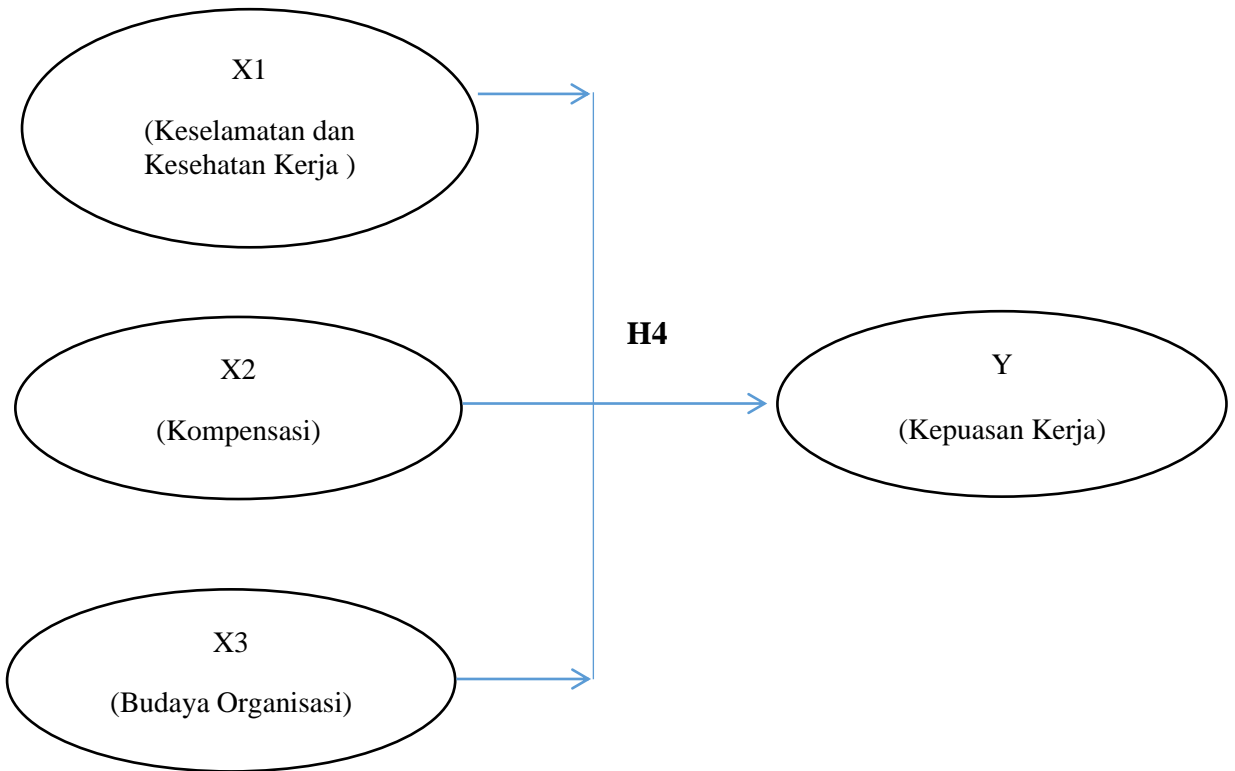 X1
(Keselamatan dan
Kesehatan Kerja )
H4
X2
(Kompensasi)
Y
(Kepuasan Kerja)
X3
(Budaya Organisasi)